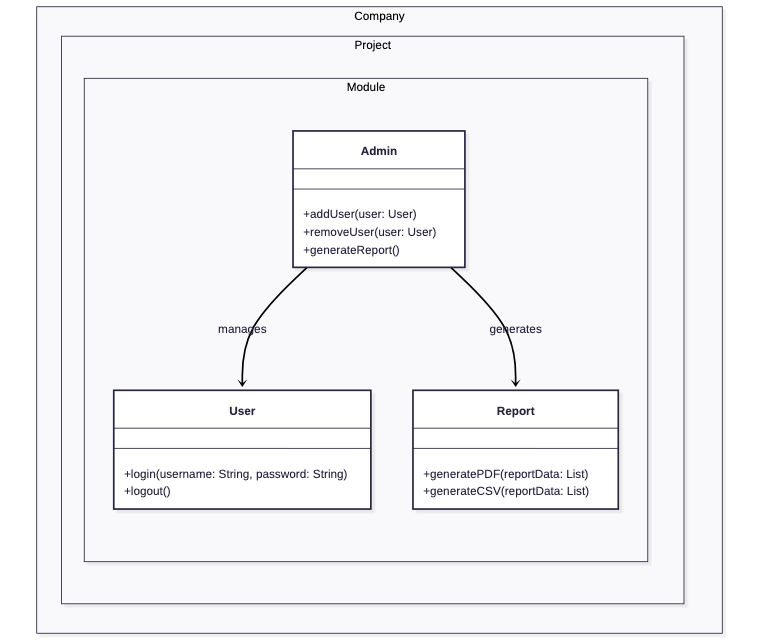 Company
Project
Module
Admin
+addUser(user: User)
+removeUser(user: User)
+generateReport()
manages
generates
User
+login(username: String, password: String)
+logout()
Report
+generatePDF(reportData: List)
+generateCSV(reportData: List)